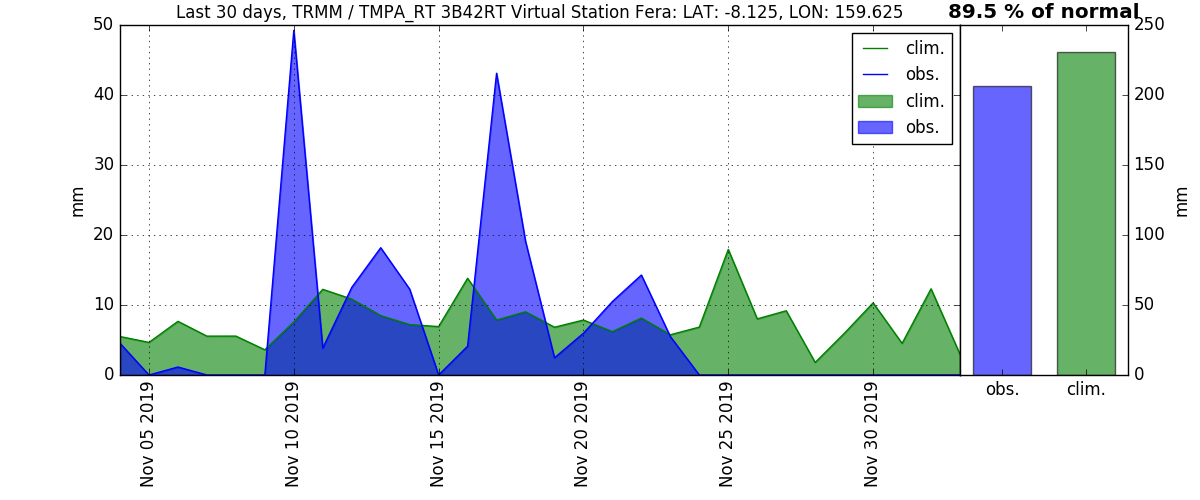 Last 30 days, TRMM / TMPA_RT 3B42RT Virtual Station Fera: LAT: -8.125, LON: 159.625
89.5 % of normal
50
40
30
20
10
0
mm
clim.
obs.
clim.
obs.
Nov 05 2019
Nov 10 2019
Nov 15 2019
Nov 20 2019
Nov 25 2019
Nov 30 2019
250
200
150
100
50
0
mm
obs.
clim.